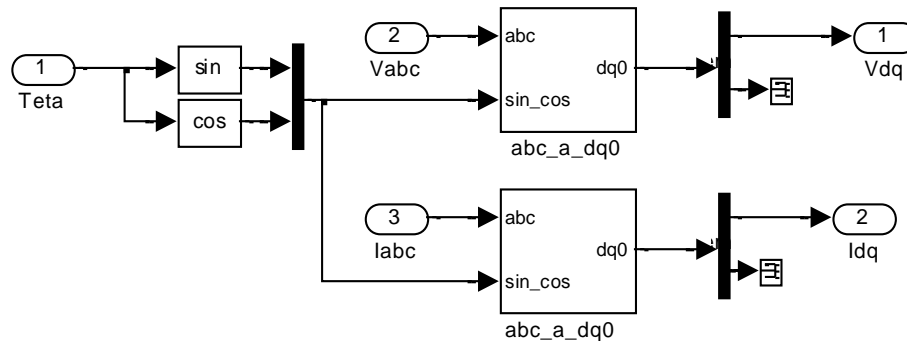 1
Teta
sin
cos
2
Vabc
abc
sin_cos
dq0
abc_a_dq0
1
Vdq
3
Iabc
abc
sin_cos
dq0
abc_a_dq0
2
Idq